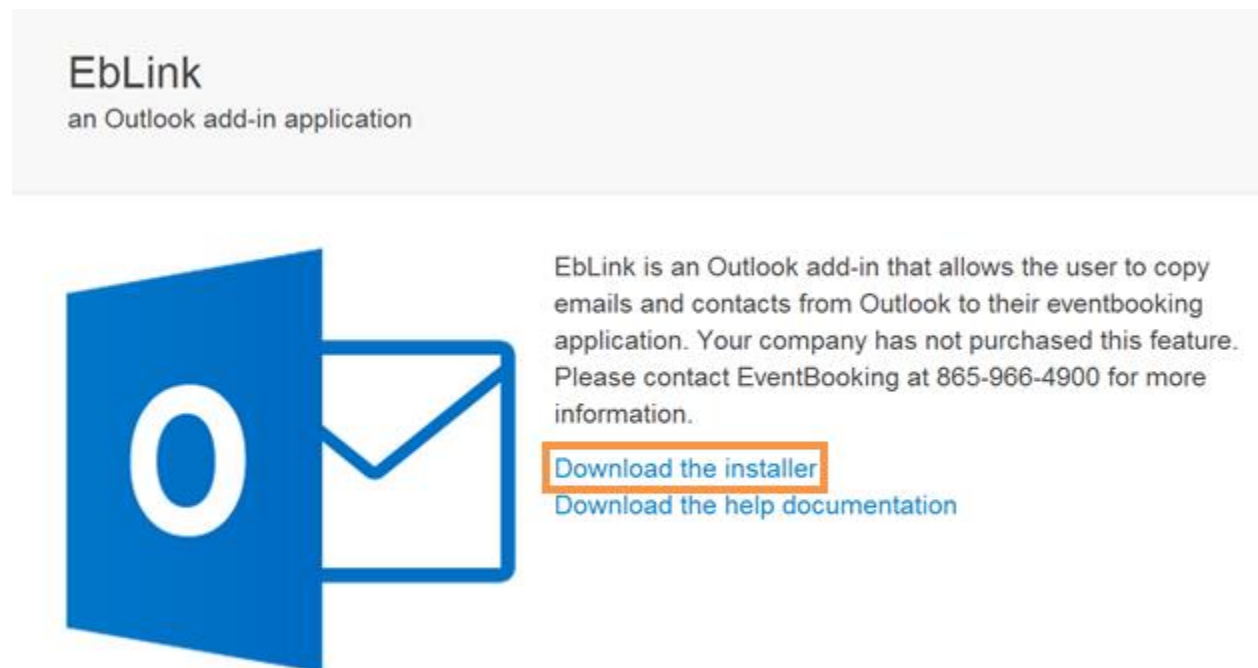 EbLink
an Outlook add-in application
EbLink is an Outlook add-in that allows the user to copy
emails and contacts from Outlook to their eventbooking
application. Your company has not purchased this feature.
Please contact EventBooking at 865-966-4900 for more
information.
Download the installer
Download the help documentation
O